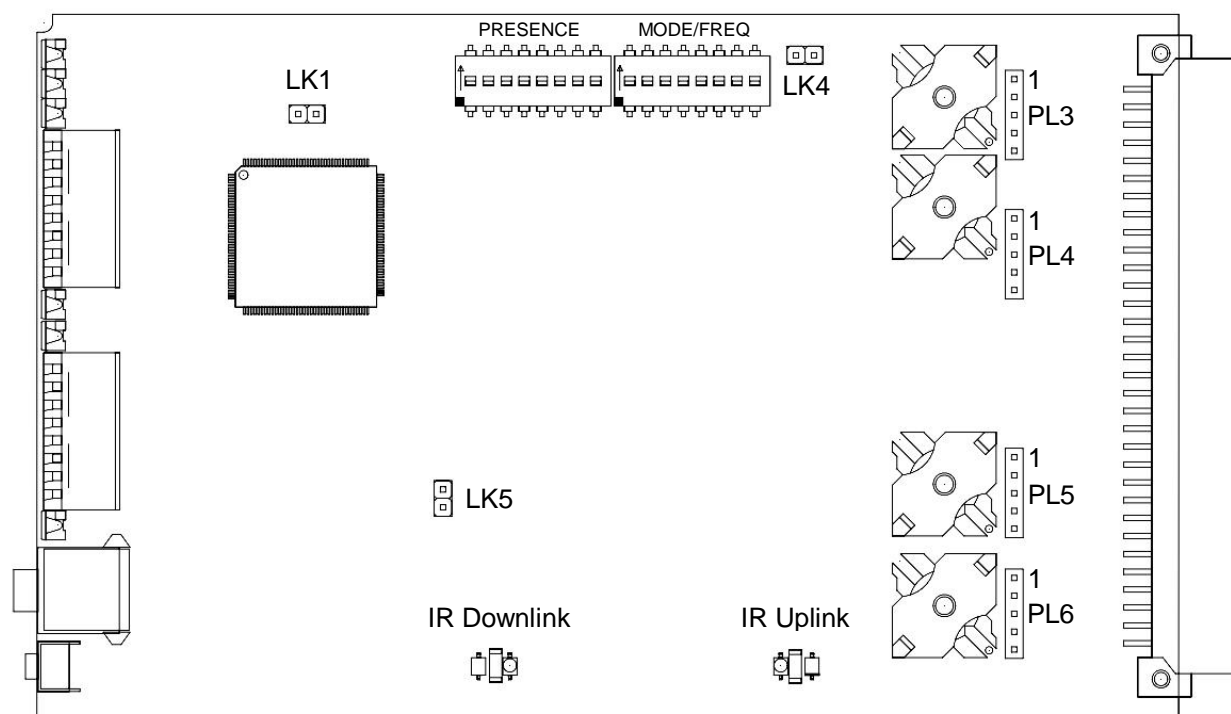 PRESENCE MODE/FREQ
LK1
LK4
1
PL3
1
PL4
LK5
1
PL5
IR Downlink
IR Uplink
1
PL6